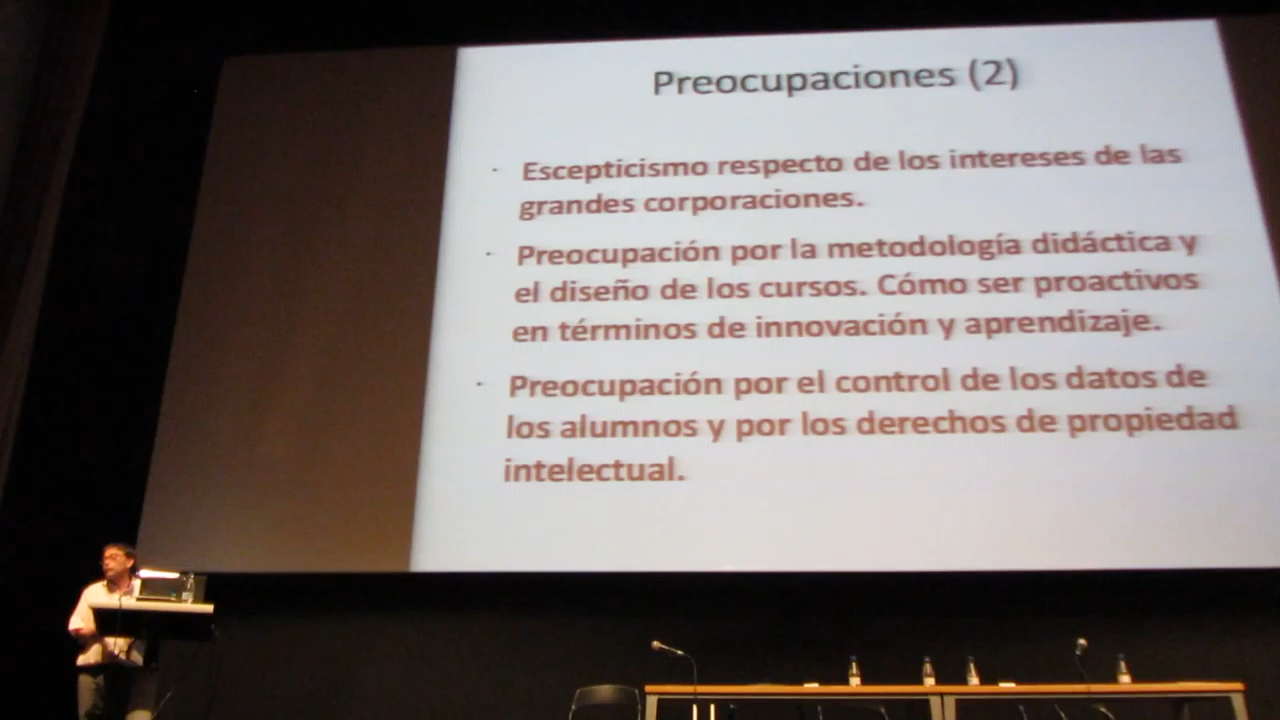 Preocupaciones (2)
· Escepticismo respecto de los intereses de las
grandes corporaciones.
· Preocupación por la metodología didáctica y
el diseño de los cursos. Cómo ser proactivos
en términos de innovación y aprendizaje.
· Preocupación por el control de los datos de
los alumnos y por los derechos de propiedad
intelectual.